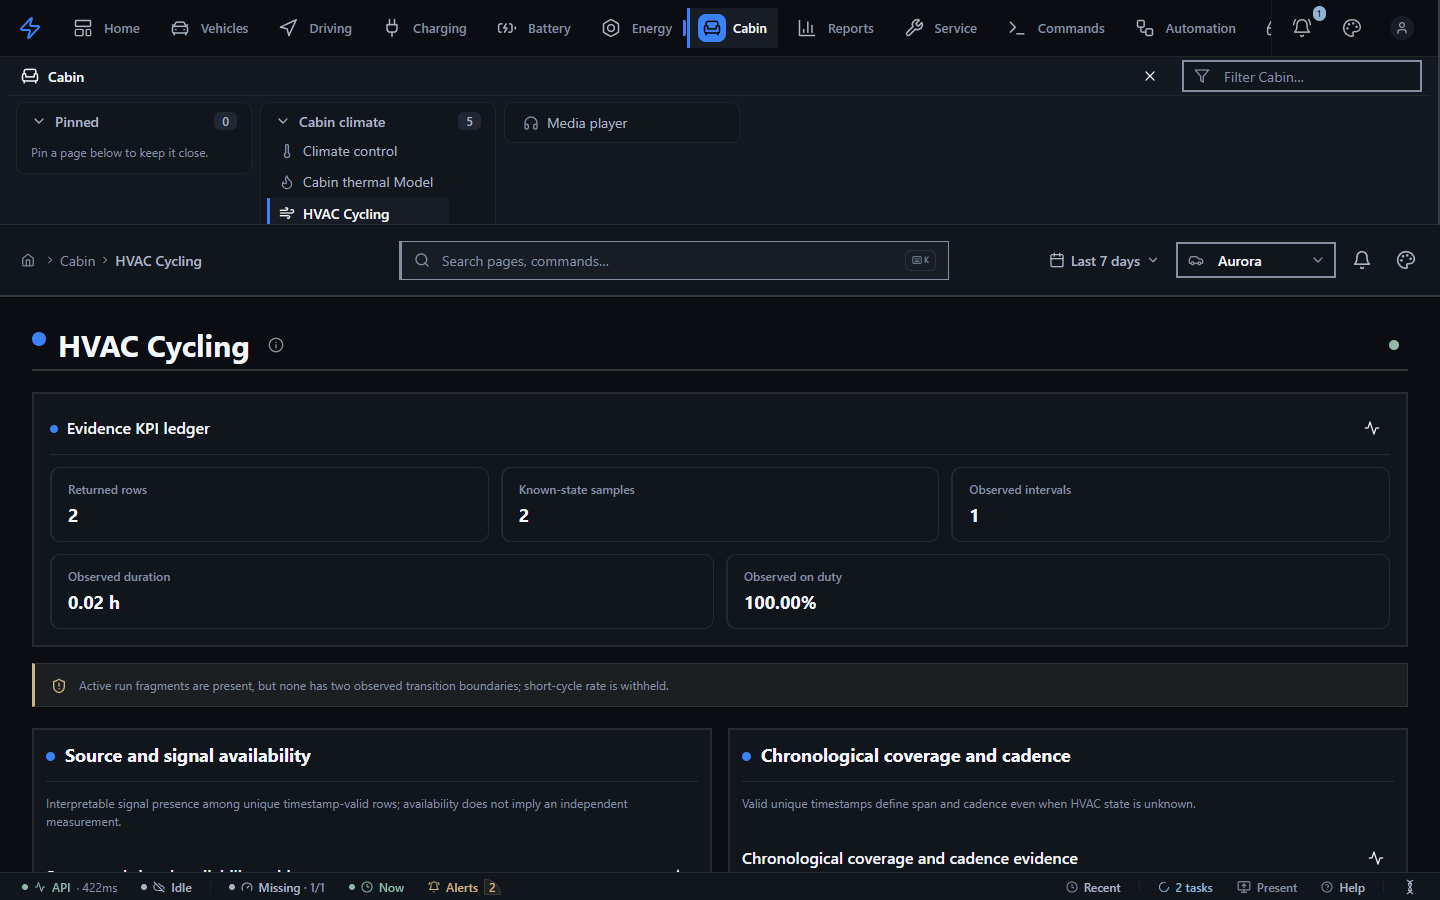 Home
Vehicles
Driving
Charging
Battery
Energy
Cabin
Reports
Service
Commands
Automation
1
Cabin
Filter Cabin...
Pinned
0
Pin a page below to keep it close.
Cabin climate
5
Climate control
Cabin thermal Model
HVAC Cycling
Media player
Cabin
HVAC Cycling
Search pages, commands...
K
Last 7 days
Aurora
HVAC Cycling
Evidence KPI ledger
Returned rows
2
Known-state samples
2
Observed intervals
1
Observed duration
0.02 h
Observed on duty
100.00%
Active run fragments are present, but none has two observed transition boundaries; short-cycle rate is withheld.
Source and signal availability
Interpretable signal presence among unique timestamp-valid rows; availability does not imply an independent
measurement.
Chronological coverage and cadence
Valid unique timestamps define span and cadence even when HVAC state is unknown.
Chronological coverage and cadence evidence
API · 422ms
Idle
Missing · 1/1
Now
Alerts 2
Recent
2 tasks
Present
Help